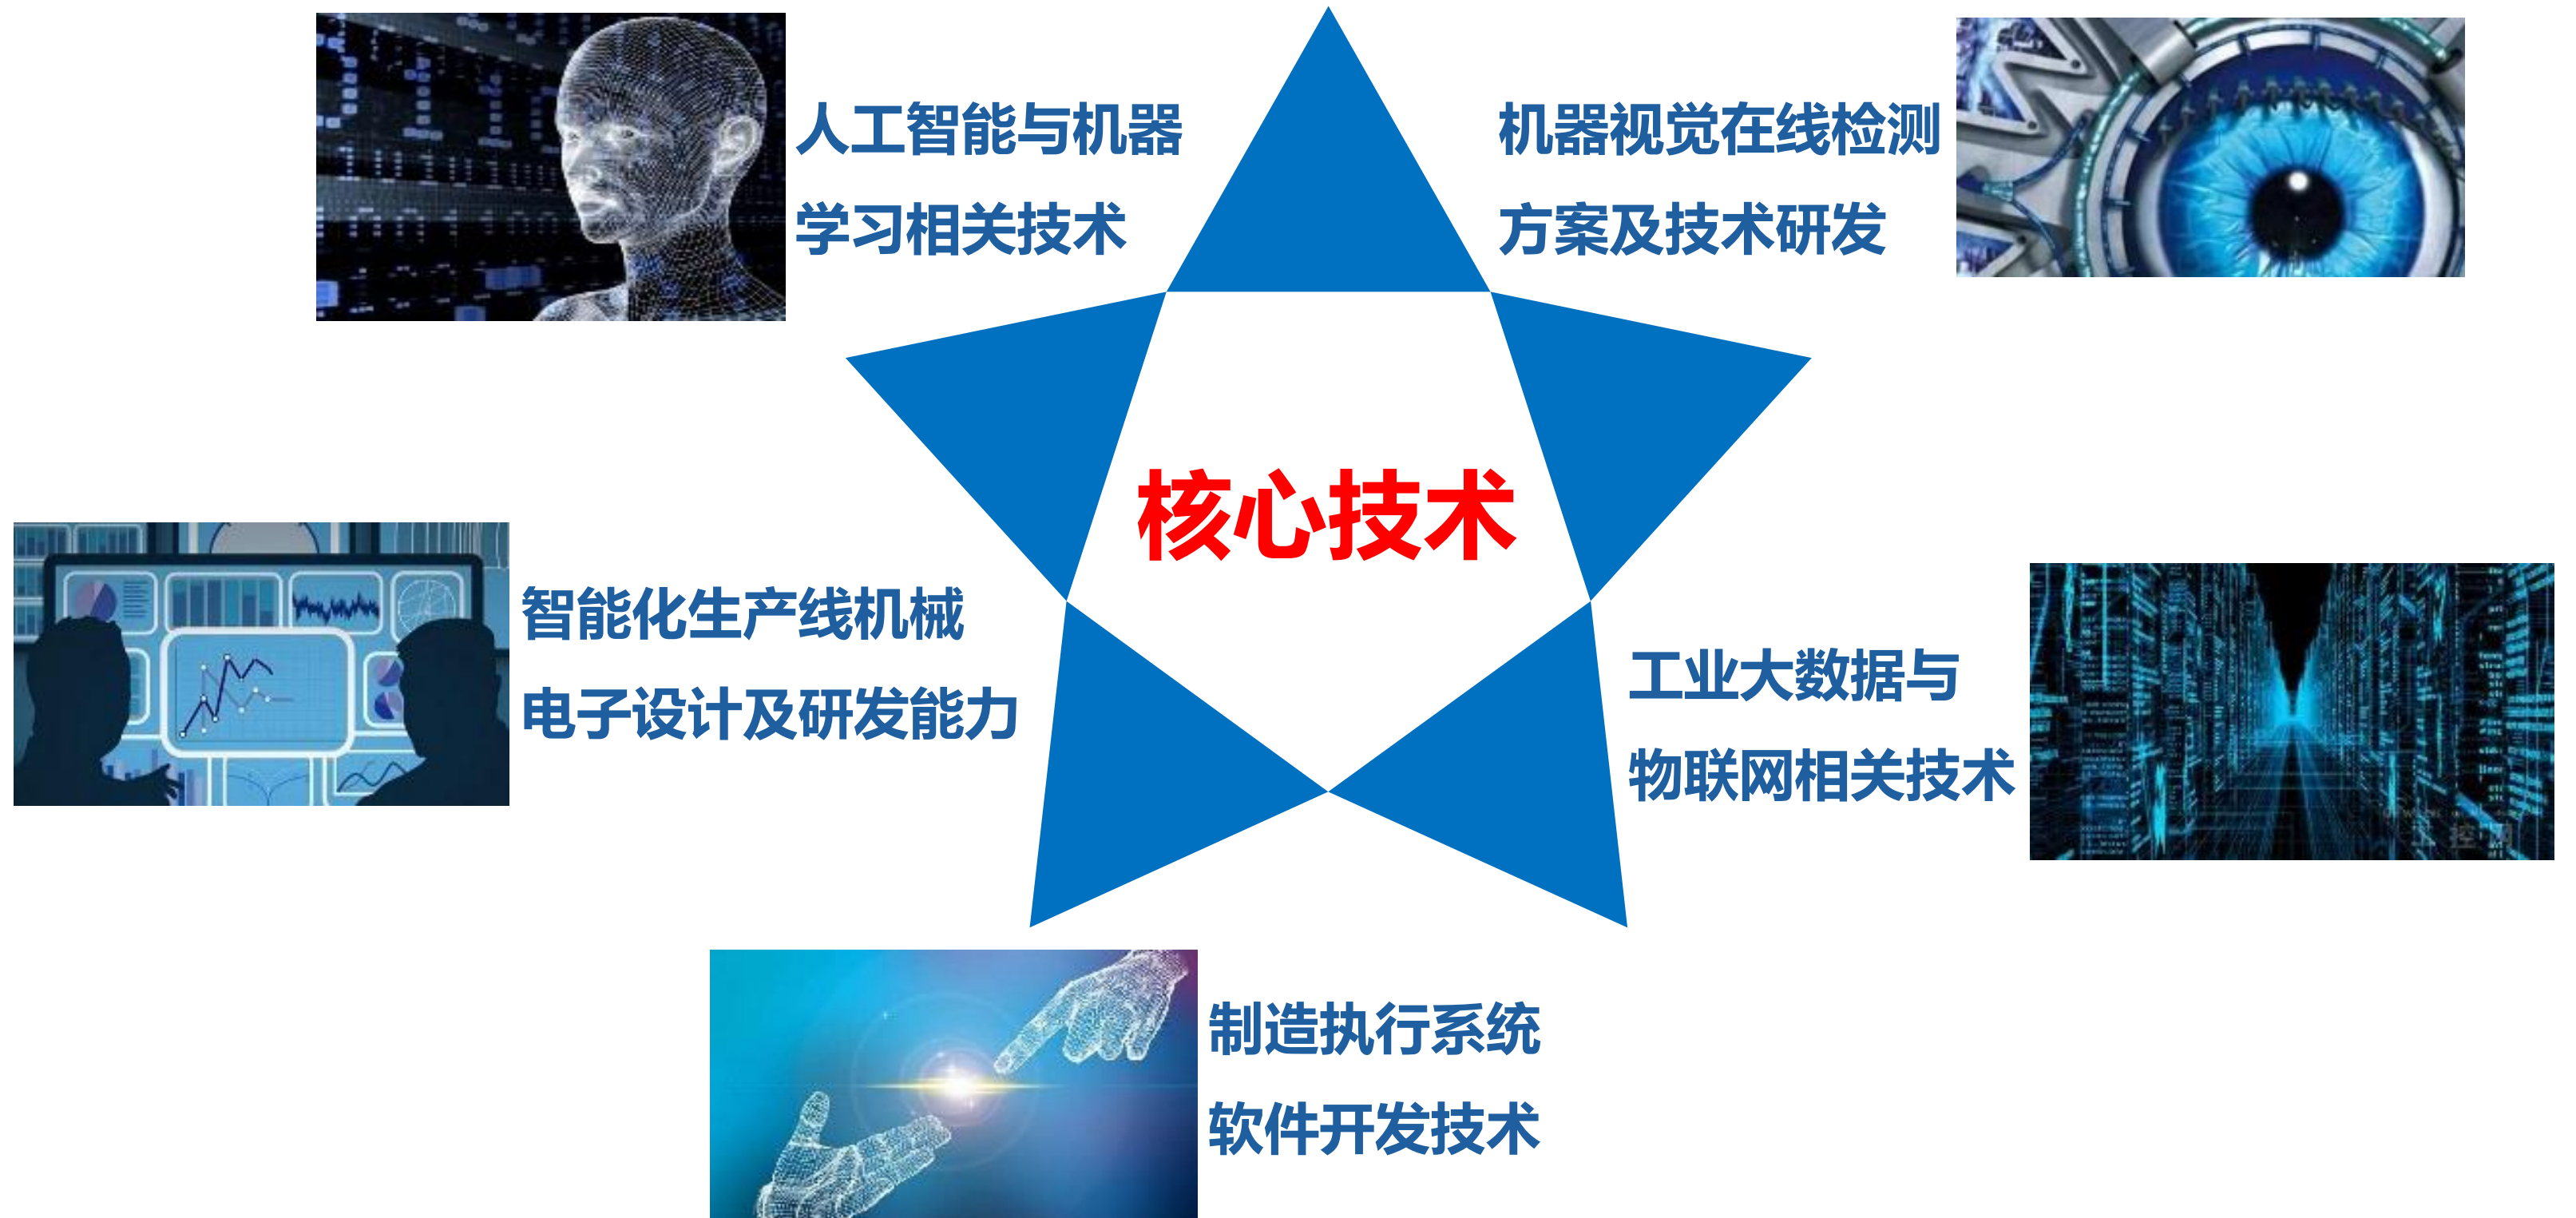 人工智能与机器
学习相关技术
机器视觉在线检测
方案及技术研发
核心技术
智能化生产线机械
电子设计及研发能力
工业大数据与
物联网相关技术
制造执行系统
软件开发技术